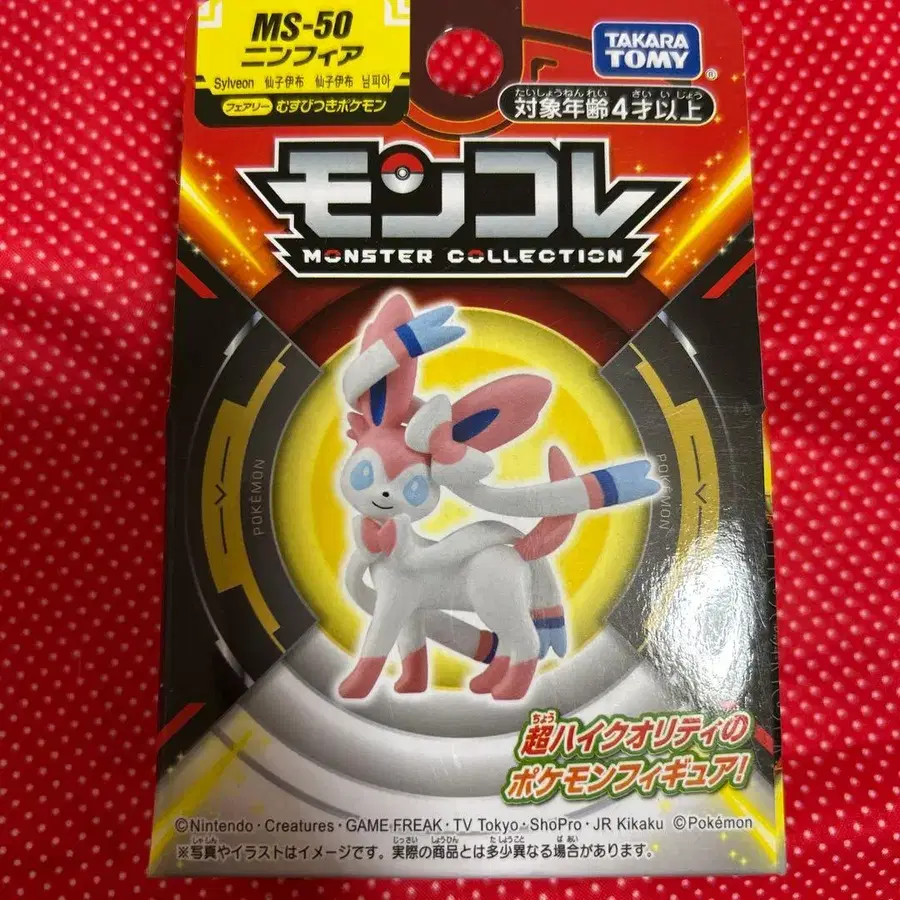 MS-50
ニンフィア
Sylveon 仙子伊布 仙子伊布 님피아
フェアリー むすびつきポケモン
TAKARA
TOMY
®
たいしょうねんれい さいいじょう
対象年齢4才以上
モンコレ
MONSTER COLLECTION
POKÉMON
POKÉMON
ちょう
超ハイクオリティの
ポケモンフィギュア!
©Nintendo・Creatures・GAME FREAK・TV Tokyo・ShoPro・JR Kikaku ©Pokémon
しゃしん じっさい しょうひん たしょうこと ばあい
※写真やイラストはイメージです。実際の商品とは多少異なる場合があります。